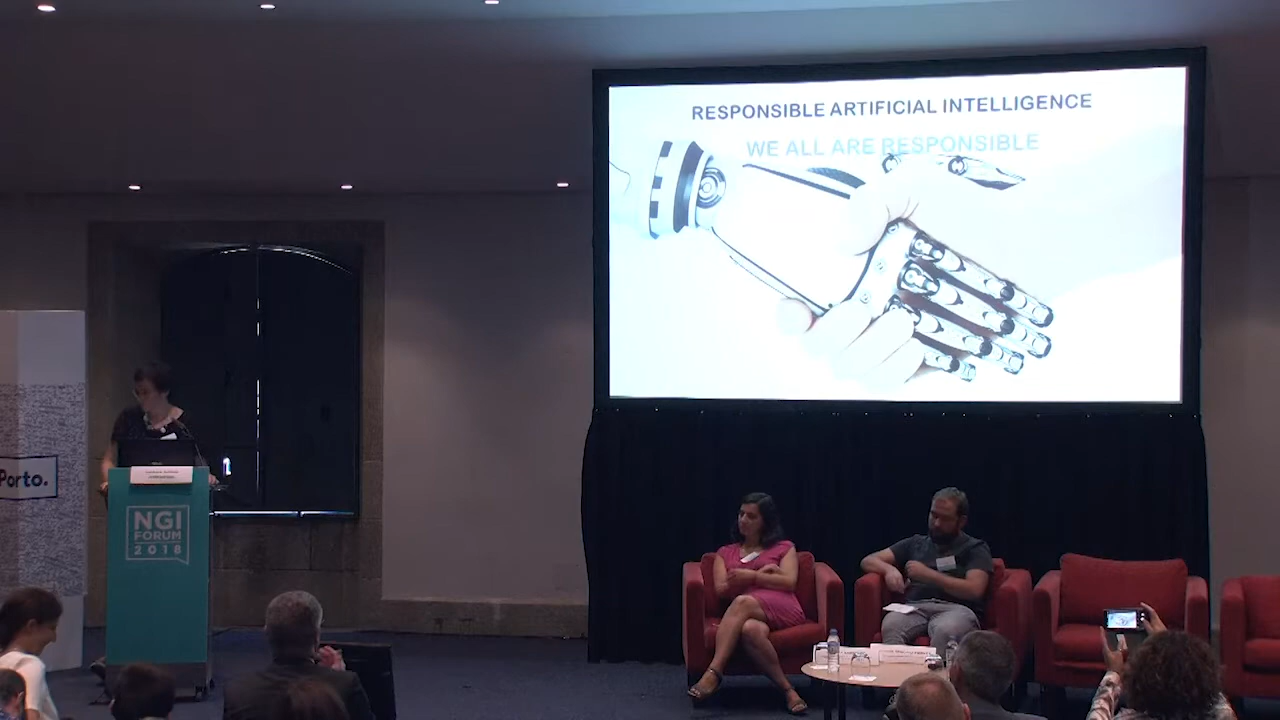 RESPONSIBLE ARTIFICIAL INTELLIGENCE
WE ALL ARE RESPONSIBLE
Porto.
NGI
FORUM
2018